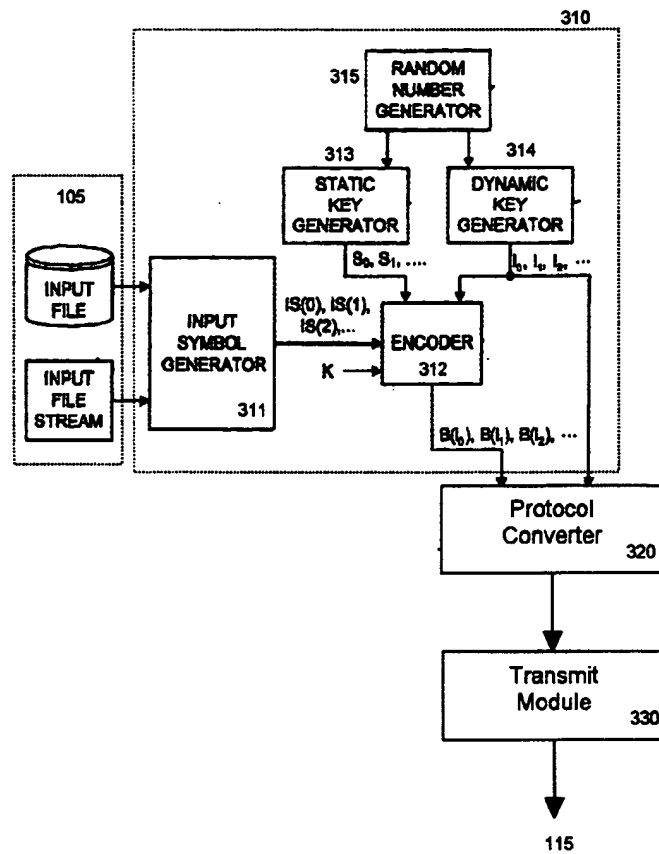 310
315
RANDOM
NUMBER
GENERATOR
313
314
STATIC
KEY
GENERATOR
DYNAMIC
KEY
GENERATOR
105
S₀, S₁, ....
I₀, I₁, I₂, ...
INPUT
FILE
INPUT
FILE
STREAM
INPUT
SYMBOL
GENERATOR
311
IS(0), IS(1),
IS(2),...
K
ENCODER
312
B(I₀), B(I₁), B(I₂), ...
Protocol
Converter
320
Transmit
Module
330
115